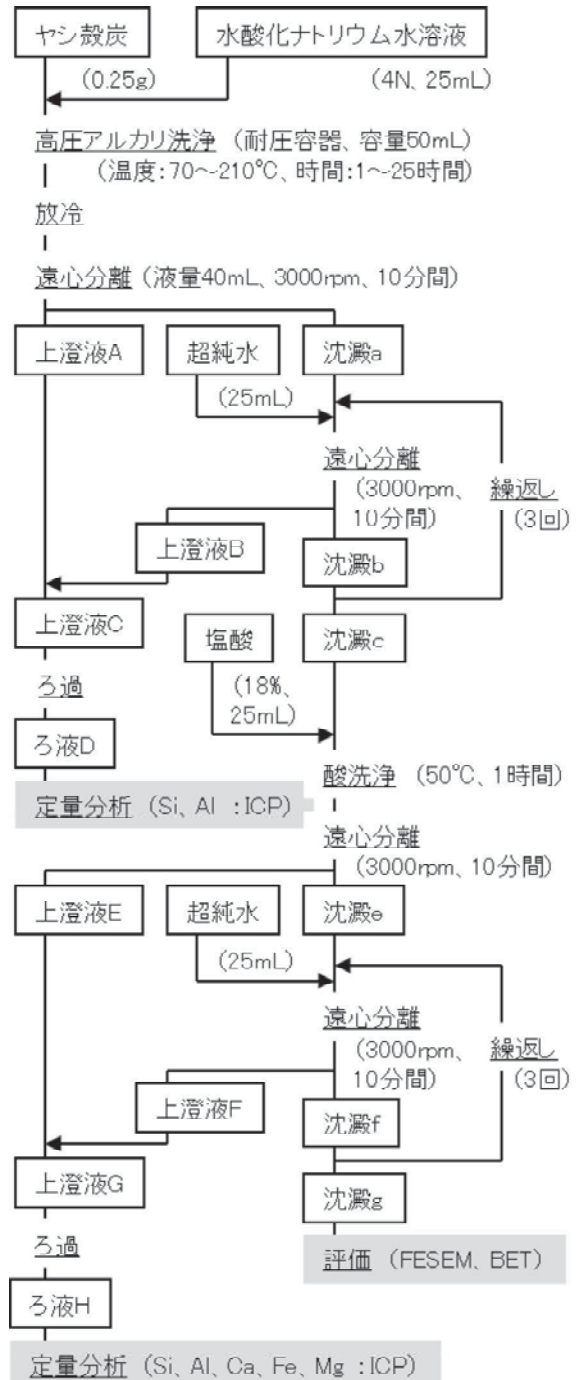 ヤシ殻炭
水酸化ナトリウム水溶液
(0.25g)
(4N、25mL)
高圧アルカリ洗浄 (耐圧容器、容量50mL)
(温度:70~210℃、時間:1~25時間)
放冷
遠心分離 (液量40mL、3000rpm、10分間)
上澄液A
超純水
沈澱a
(25mL)
遠心分離
(3000rpm、
10分間)
繰返し
(3回)
上澄液B
沈澱b
上澄液C
塩酸
沈澱c
(18%、
25mL)
ろ過
ろ液D
酸洗浄 (50℃、1時間)
定量分析 (Si、Al :ICP)
遠心分離
(3000rpm、10分間)
上澄液E
超純水
沈澱e
(25mL)
遠心分離
(3000rpm、
10分間)
繰返し
(3回)
上澄液F
沈澱f
上澄液G
沈澱g
ろ過
評価 (FESEM、BET)
ろ液H
定量分析 (Si、Al、Ca、Fe、Mg :ICP)